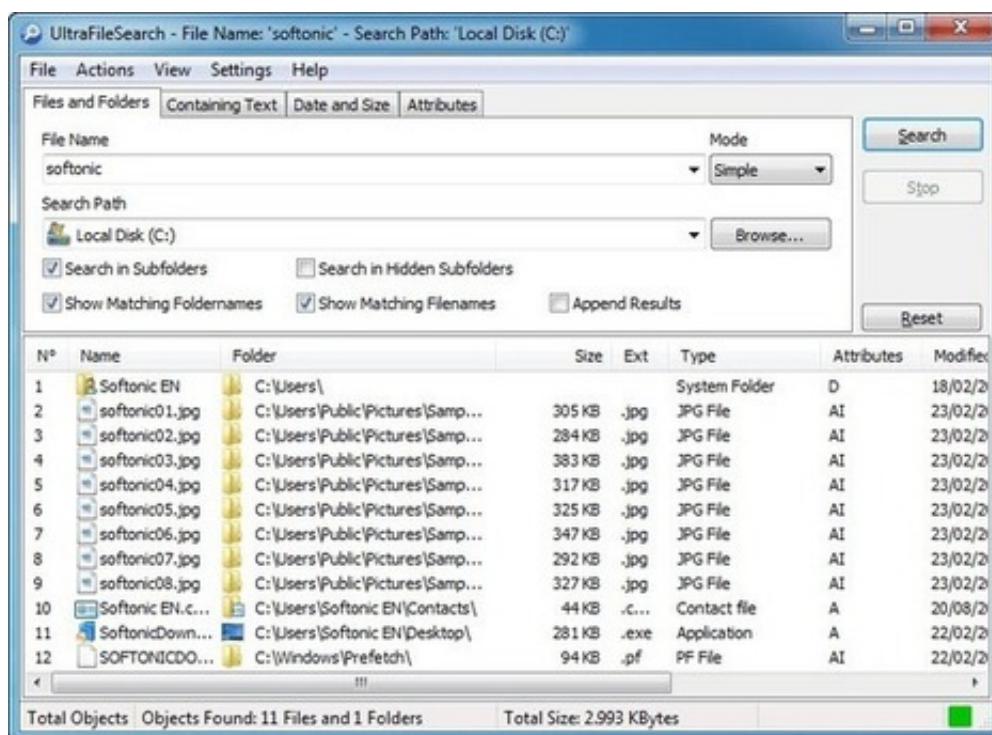 UltraFileSearch - File Name: 'softonic' - Search Path: 'Local Disk (C:)'
File Actions View Settings Help
Files and Folders Containing Text Date and Size Attributes
File Name Mode Search
softonic Simple
Stop
Search Path
Local Disk (C:) Browse...
Search in Subfolders Search in Hidden Subfolders
Show Matching Foldernames Show Matching Filenames Append Results
Reset
Nº Name Folder Size Ext Type Attributes Modified
1 Softonic EN C:\Users\ System Folder D 18/02/2
2 softonic01.jpg C:\Users\Public\Pictures\Samp... 305 KB .jpg JPG File AI 23/02/2
3 softonic02.jpg C:\Users\Public\Pictures\Samp... 284 KB .jpg JPG File AI 23/02/2
4 softonic03.jpg C:\Users\Public\Pictures\Samp... 383 KB .jpg JPG File AI 23/02/2
5 softonic04.jpg C:\Users\Public\Pictures\Samp... 317 KB .jpg JPG File AI 23/02/2
6 softonic05.jpg C:\Users\Public\Pictures\Samp... 325 KB .jpg JPG File AI 23/02/2
7 softonic06.jpg C:\Users\Public\Pictures\Samp... 347 KB .jpg JPG File AI 23/02/2
8 softonic07.jpg C:\Users\Public\Pictures\Samp... 292 KB .jpg JPG File AI 23/02/2
9 softonic08.jpg C:\Users\Public\Pictures\Samp... 327 KB .jpg JPG File AI 23/02/2
10 Softonic EN.c... C:\Users\Softonic EN\Contacts\ 44 KB .c... Contact file A 20/08/2
11 SoftonicDown... C:\Users\Softonic EN\Desktop\ 281 KB .exe Application A 22/02/2
12 SOFTONICDO... C:\Windows\Prefetch\ 94 KB .pf PF File AI 22/02/2
Total Objects Objects Found: 11 Files and 1 Folders Total Size: 2.993 KBytes